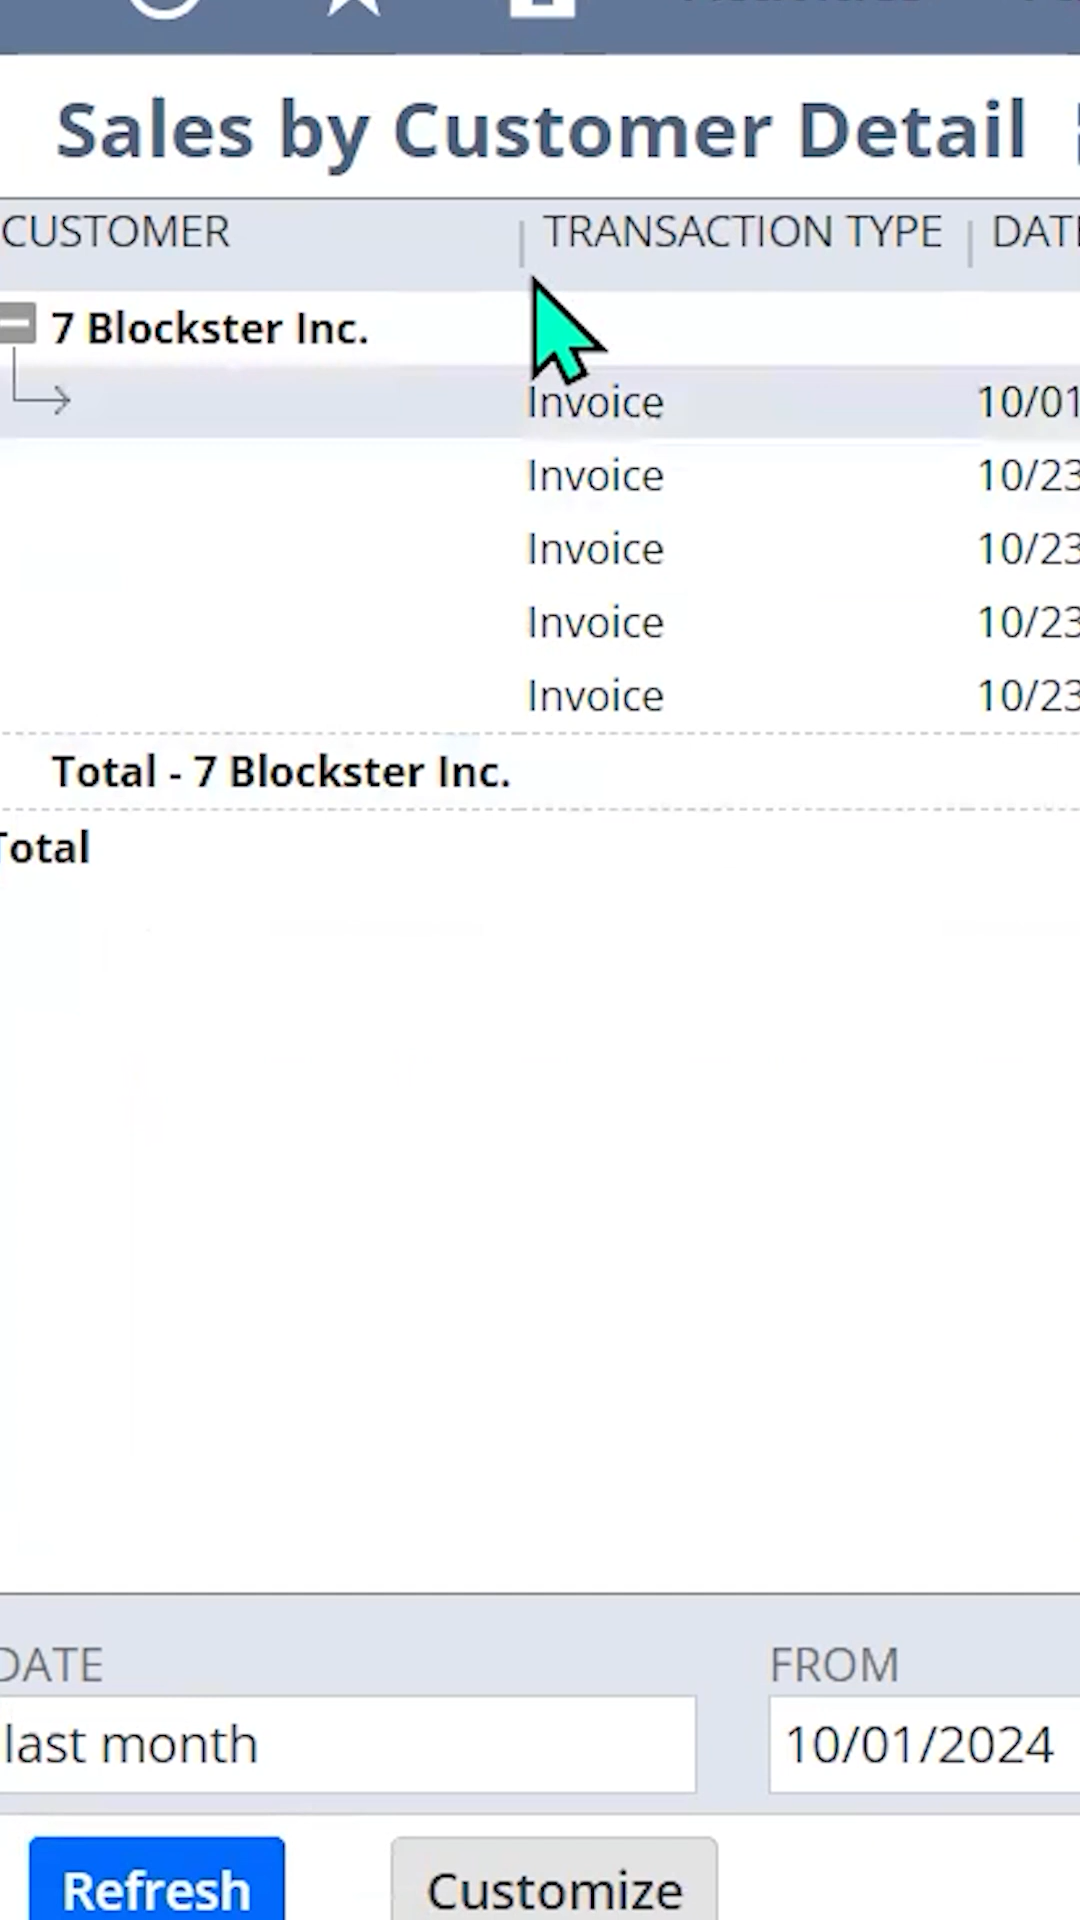 Sales by Customer Detail
CUSTOMER TRANSACTION TYPE DATE
7 Blockster Inc.
Invoice 10/01
Invoice 10/23
Invoice 10/23
Invoice 10/23
Invoice 10/23
Total - 7 Blockster Inc.
Total
DATE FROM
last month 10/01/2024
Refresh Customize